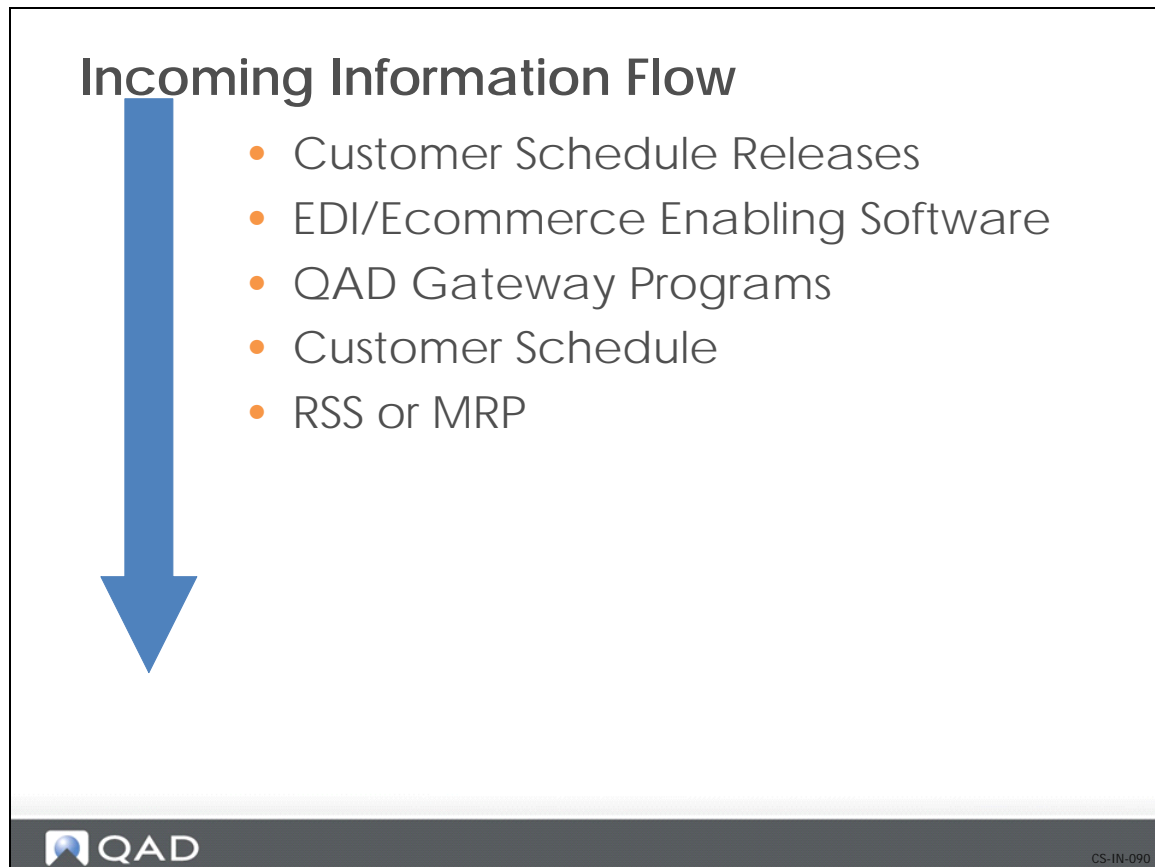 Incoming Information Flow
• Customer Schedule Releases
• EDI/Ecommerce Enabling Software
• QAD Gateway Programs
• Customer Schedule
• RSS or MRP
QAD
CS-IN-090